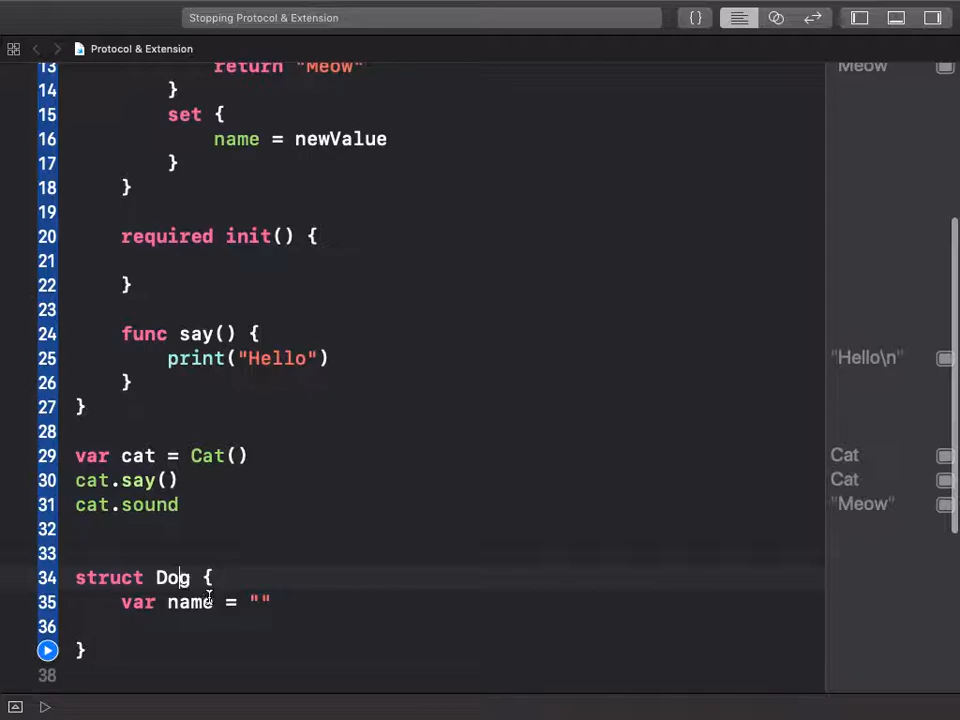 Stopping Protocol & Extension
{}
Protocol & Extension
13 return "Meow" Meow
14 }
15 set {
16 name = newValue
17 }
18 }
19
20 required init() {
21
22 }
23
24 func say() {
25 print("Hello") "Hello\n"
26 }
27 }
28
29 var cat = Cat() Cat
30 cat.say() Cat
31 cat.sound "Meow"
32
33
34 struct Dog {
35 var name = ""
36
}
38